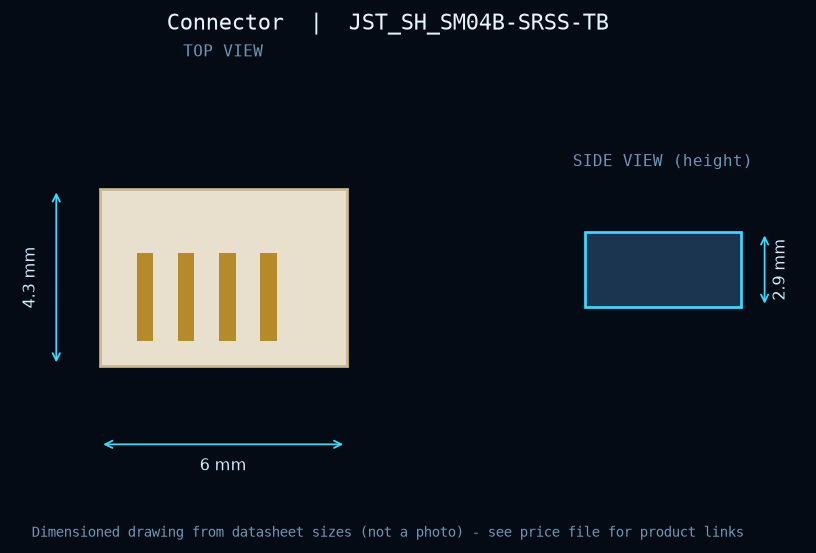 Connector | JST_SH_SM04B-SRSS-TB
TOP VIEW
SIDE VIEW (height)
4.3 mm
2.9 mm
6 mm
Dimensioned drawing from datasheet sizes (not a photo) - see price file for product links